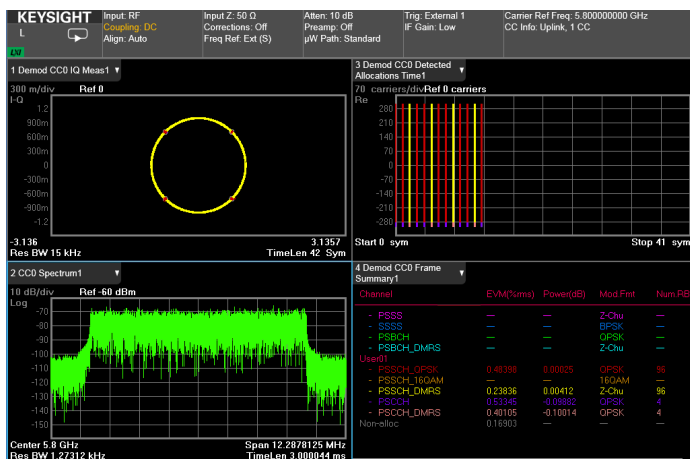 KEYSIGHT Input: RF Input Z: 50 Ω Atten: 10 dB Trig: External 1 Carrier Ref Freq: 5.800000000 GHz
L Coupling: DC Corrections: Off Preamp: Off IF Gain: Low CC Info: Uplink, 1 CC
Align: Auto Freq Ref: Ext (S) µW Path: Standard
LXI
1 Demod CC0 IQ Meas1 ▼
300 m/div Ref 0
I-Q
1.2
900m
600m
300m
0
-300m
-600m
-900m
-1.2
-3.136 3.1357
Res BW 15 kHz TimeLen 42 Sym
3 Demod CC0 Detected
Allocations Time1 ▼
70 carriers/div Ref 0 carriers
Re
280
210
140
70
0
-70
-140
-210
-280
Start 0 sym Stop 41 sym
2 CC0 Spectrum1 ▼
10 dB/div Ref -60 dBm
Log
-70
-80
-90
-100
-110
-120
-130
-140
-150
Center 5.8 GHz Span 12.2878125 MHz
Res BW 1.27312 kHz TimeLen 3.000044 ms
4 Demod CC0 Frame
Summary1 ▼
Channel EVM(%rms) Power(dB) Mod.Fmt Num.RB
- PSSS — — Z-Chu —
- SSSS — — BPSK —
- PSBCH — — QPSK —
- PSBCH_DMRS — — Z-Chu —
User01
- PSSCH_QPSK 0.48388 0.00625 QPSK 96
- PSSCH_16QAM — — 16QAM —
- PSSCH_DMRS 0.23836 0.00412 Z-Chu 96
- PSCCH QPSK 4
- PSCCH_DMRS 0.40105 -0.10014 QPSK 4
Non-alloc 0.16903 — — —